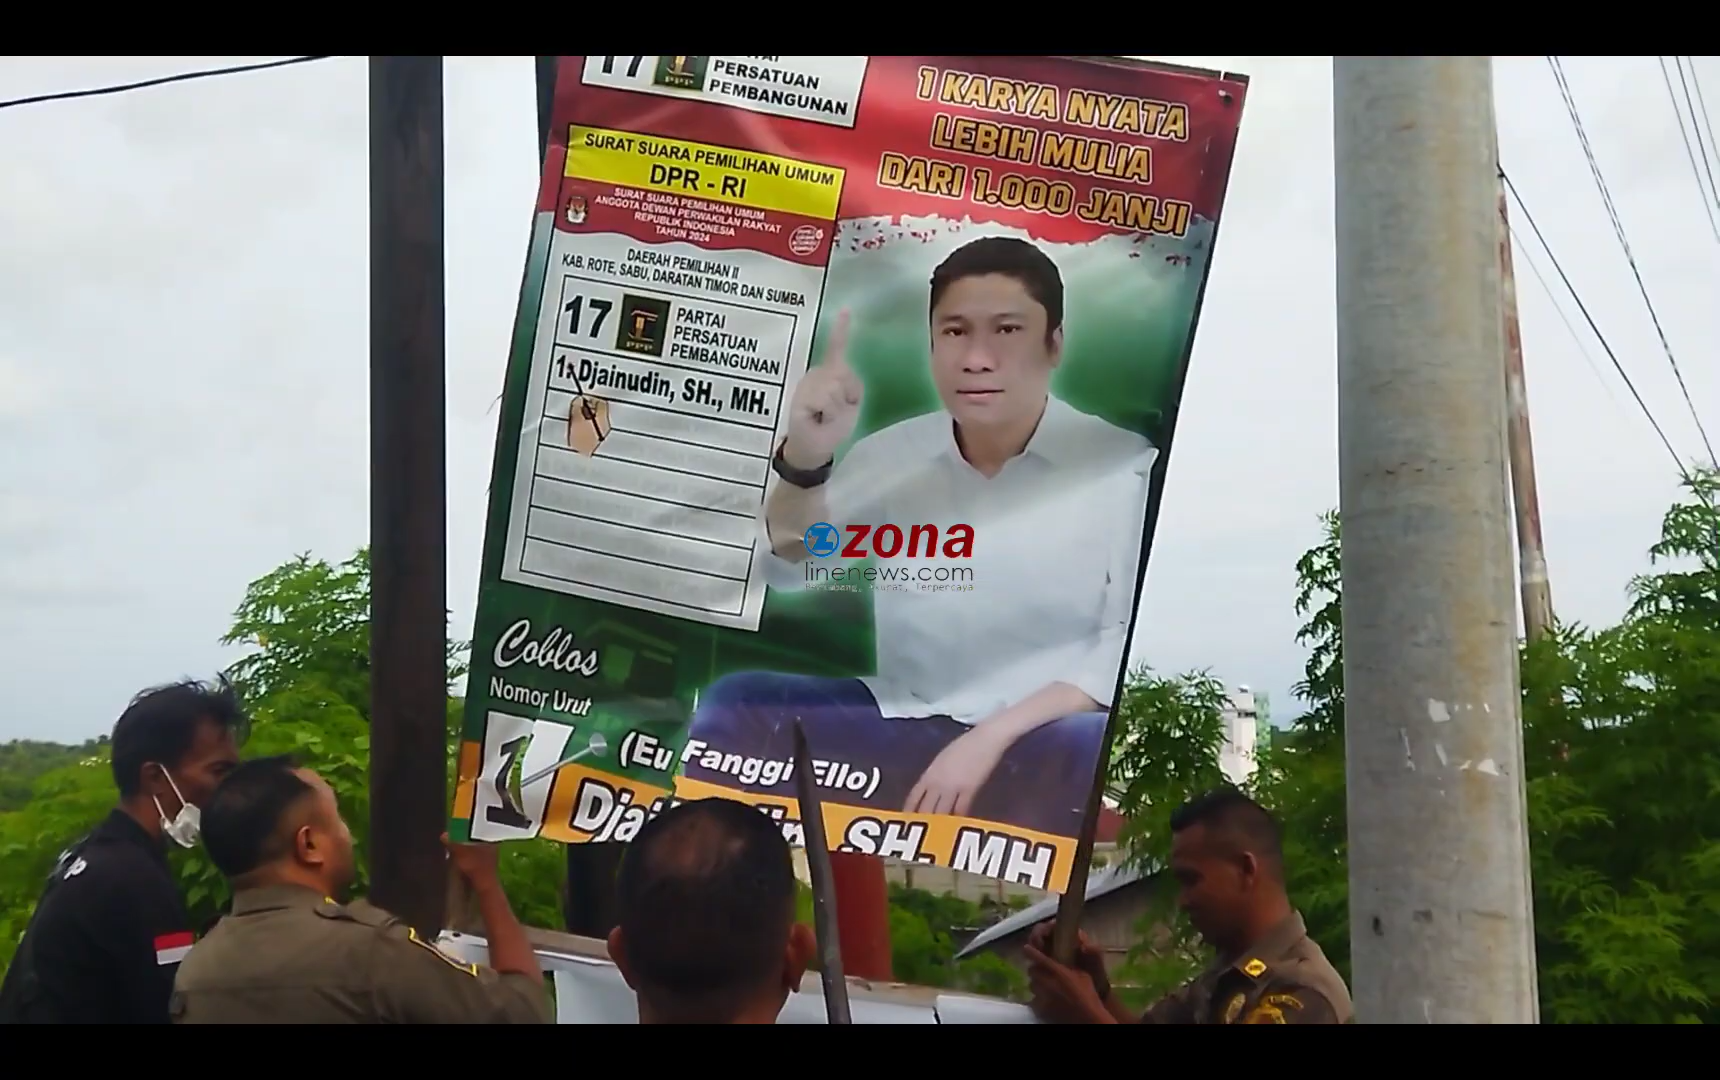 17
PERSATUAN
PEMBANGUNAN
1 KARYA NYATA
LEBIH MULIA
DARI 1.000 JANJI
SURAT SUARA PEMILIHAN UMUM
DPR - RI
SURAT SUARA PEMILIHAN UMUM
ANGGOTA DEWAN PERWAKILAN RAKYAT
REPUBLIK INDONESIA
TAHUN 2024
DAERAH PEMILIHAN II
KAB. ROTE, SABU, DARATAN TIMOR DAN SUMBA
17
PPP
PARTAI
PERSATUAN
PEMBANGUNAN
1. Djainudin, SH., MH.
zona
linenews.com
Coblos
Nomor Urut
1
(Eu Fanggi Ello)
SH. MH